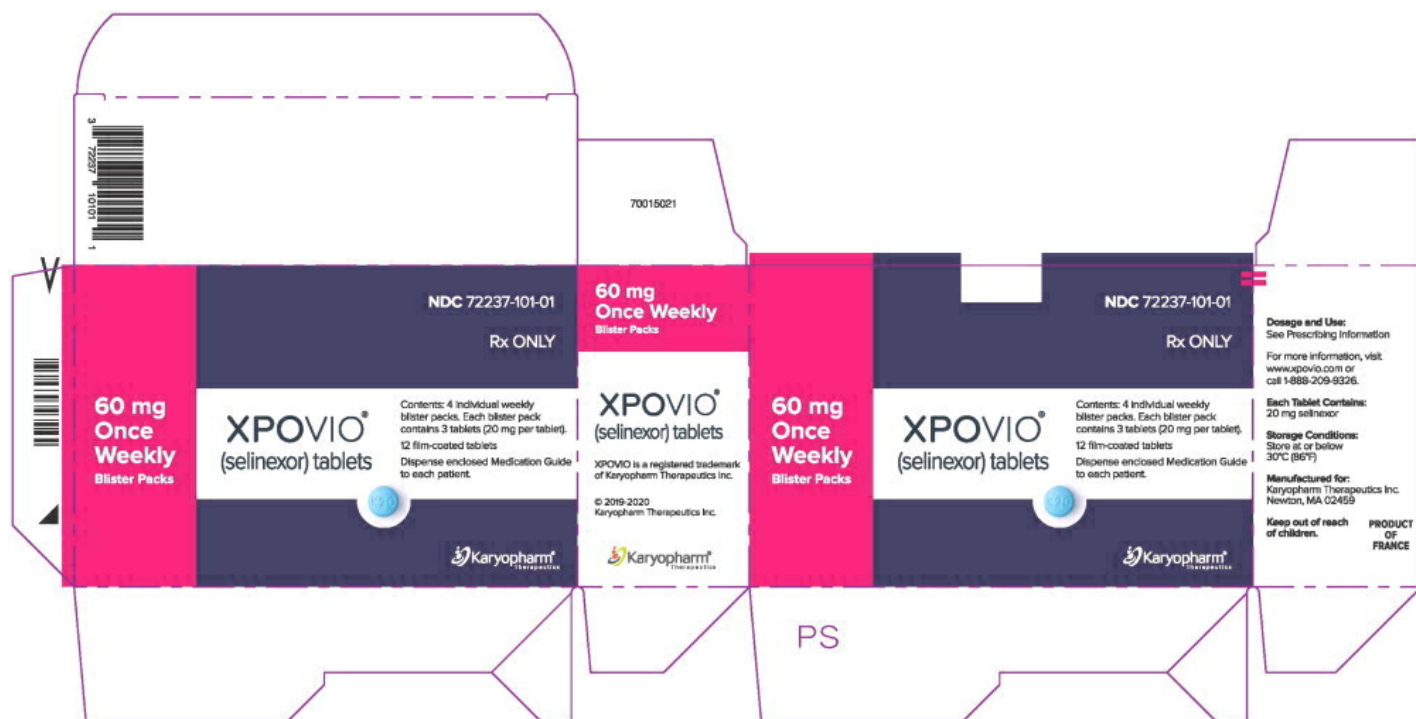 3 72237 10101 1
70015021
60 mg
Once
Weekly
Blister Packs
NDC 72237-101-01
Rx ONLY
XPOVIO®
(selinexor) tablets
Contents: 4 individual weekly
blister packs. Each blister pack
contains 3 tablets (20 mg per tablet).
12 film-coated tablets
Dispense enclosed Medication Guide
to each patient.
K20
Karyopharm®
Therapeutics
60 mg
Once Weekly
Blister Packs
XPOVIO®
(selinexor) tablets
XPOVIO is a registered trademark
of Karyopharm Therapeutics Inc.
© 2019-2020
Karyopharm Therapeutics Inc.
Karyopharm®
Therapeutics
60 mg
Once
Weekly
Blister Packs
NDC 72237-101-01
Rx ONLY
XPOVIO®
(selinexor) tablets
Contents: 4 individual weekly
blister packs. Each blister pack
contains 3 tablets (20 mg per tablet).
12 film-coated tablets
Dispense enclosed Medication Guide
to each patient.
K20
Karyopharm®
Therapeutics
Dosage and Use:
See Prescribing Information
For more information, visit
www.xpovio.com or
call 1-888-209-9326.
Each Tablet Contains:
20 mg selinexor
Storage Conditions:
Store at or below
30°C (86°F)
Manufactured for:
Karyopharm Therapeutics Inc.
Newton, MA 02459
Keep out of reach
of children.
PRODUCT
OF
FRANCE
PS